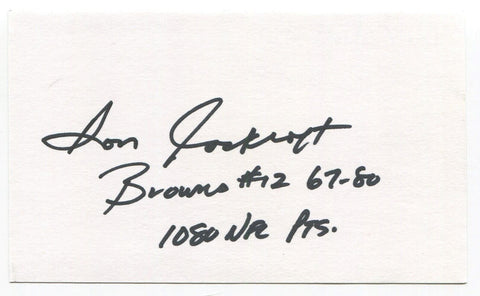 Don Cockroft
Browns #12 67-80
1080 NFL Pts.